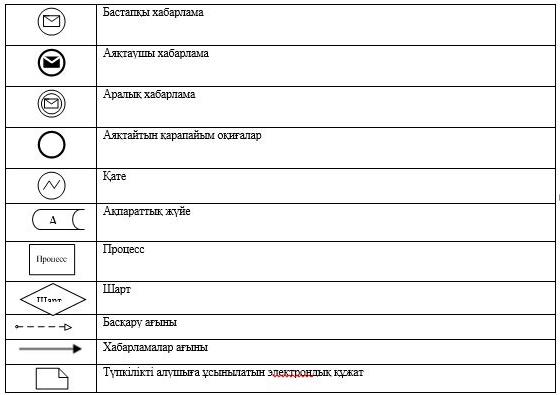 Бастапқы хабарлама
Аяқтаушы хабарлама
Аралық хабарлама
Аяқтайтын қарапайым оқиғалар
Қате
А Ақпараттық жүйе
Процесс Процесс
Шарт Шарт
Басқару ағыны
Хабарламалар ағыны
Түпкілікті алушыға ұсынылатын электрондық құжат